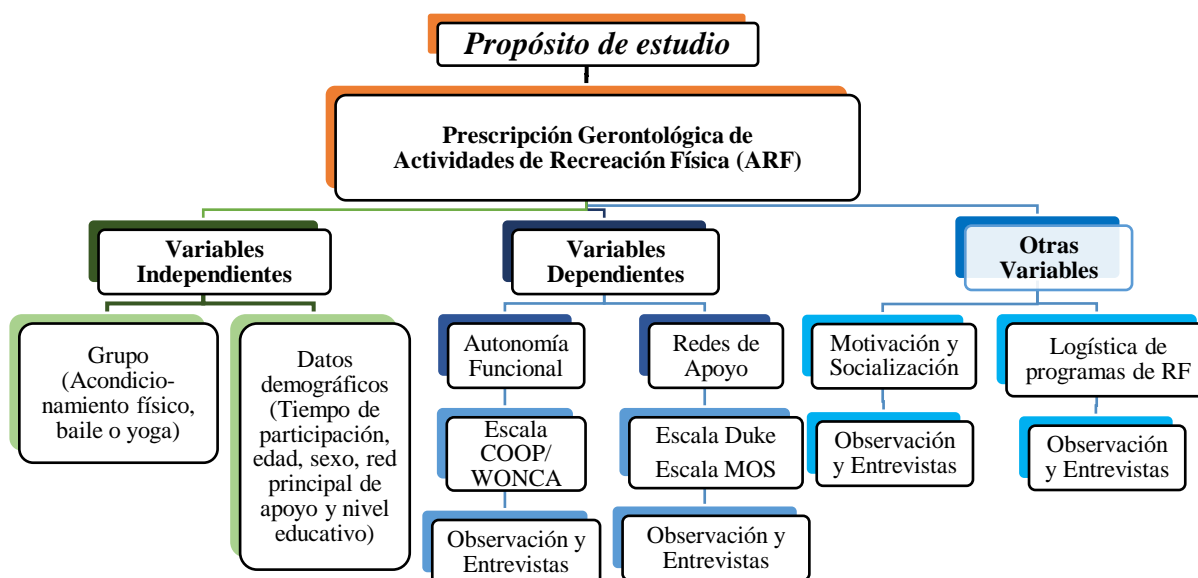 Propósito de estudio
Prescripción Gerontológica de
Actividades de Recreación Física (ARF)
Variables
Independientes
Variables
Dependientes
Otras
Variables
Grupo
(Acondicio-
namiento físico,
baile o yoga)
Datos
demográficos
(Tiempo de
participación,
edad, sexo, red
principal de
apoyo y nivel
educativo)
Autonomía
Funcional
Escala
COOP/
WONCA
Observación y
Entrevistas
Redes de
Apoyo
Escala Duke
Escala MOS
Observación y
Entrevistas
Motivación y
Socialización
Observación
y Entrevistas
Logística de
programas de RF
Observación
y Entrevistas